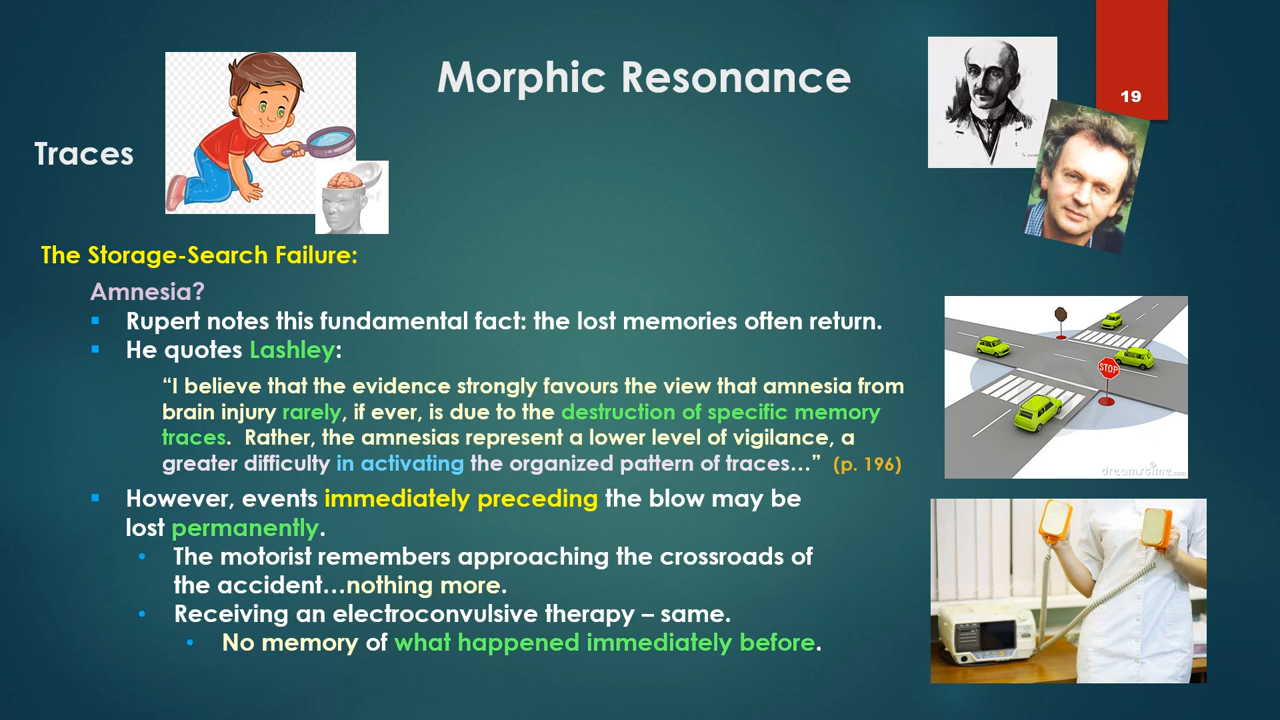 Morphic Resonance
19
Traces
The Storage-Search Failure:
Amnesia?
▪ Rupert notes this fundamental fact: the lost memories often return.
▪ He quotes Lashley:
“I believe that the evidence strongly favours the view that amnesia from
brain injury rarely, if ever, is due to the destruction of specific memory
traces.  Rather, the amnesias represent a lower level of vigilance, a
greater difficulty in activating the organized pattern of traces…”  (p. 196)
▪ However, events immediately preceding the blow may be
lost permanently.
• The motorist remembers approaching the crossroads of
the accident…nothing more.
• Receiving an electroconvulsive therapy – same.
• No memory of what happened immediately before.
STOP
dreamstime.com